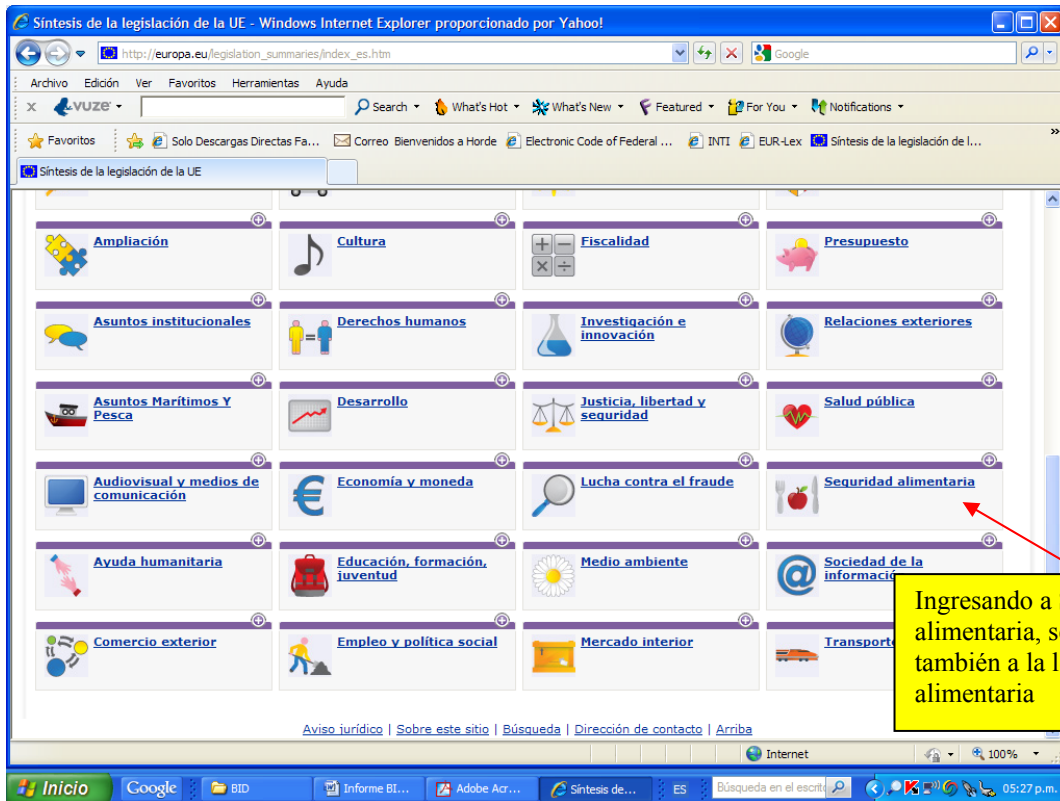 Síntesis de la legislación de la UE - Windows Internet Explorer proporcionado por Yahoo!
http://europa.eu/legislation_summaries/index_es.htm
Google
Archivo Edición Ver Favoritos Herramientas Ayuda
x vuze Search What's Hot What's New Featured For You Notifications
Favoritos Solo Descargas Directas Fa... Correo Bienvenidos a Horde Electronic Code of Federal ... INTI EUR-Lex Síntesis de la legislación de l... »
Síntesis de la legislación de la UE
Ampliación Cultura Fiscalidad Presupuesto
Asuntos institucionales Derechos humanos Investigación e Relaciones exteriores
innovación
Asuntos Marítimos Y Desarrollo Justicia, libertad y Salud pública
Pesca seguridad
Audiovisual y medios de Economía y moneda Lucha contra el fraude Seguridad alimentaria
comunicación
Ayuda humanitaria Educación, formación, Medio ambiente Sociedad de la
juventud
Comercio exterior Empleo y política social Mercado interior
Ingresando a
alimentaria,
también a la
alimentaria
Aviso jurídico | Sobre este sitio | Búsqueda | Dirección de contacto | Arriba
Internet 100%
Inicio Google BID Informe BI... Adobe Acr... Síntesis de... ES Búsqueda en el 05:27 p.m.